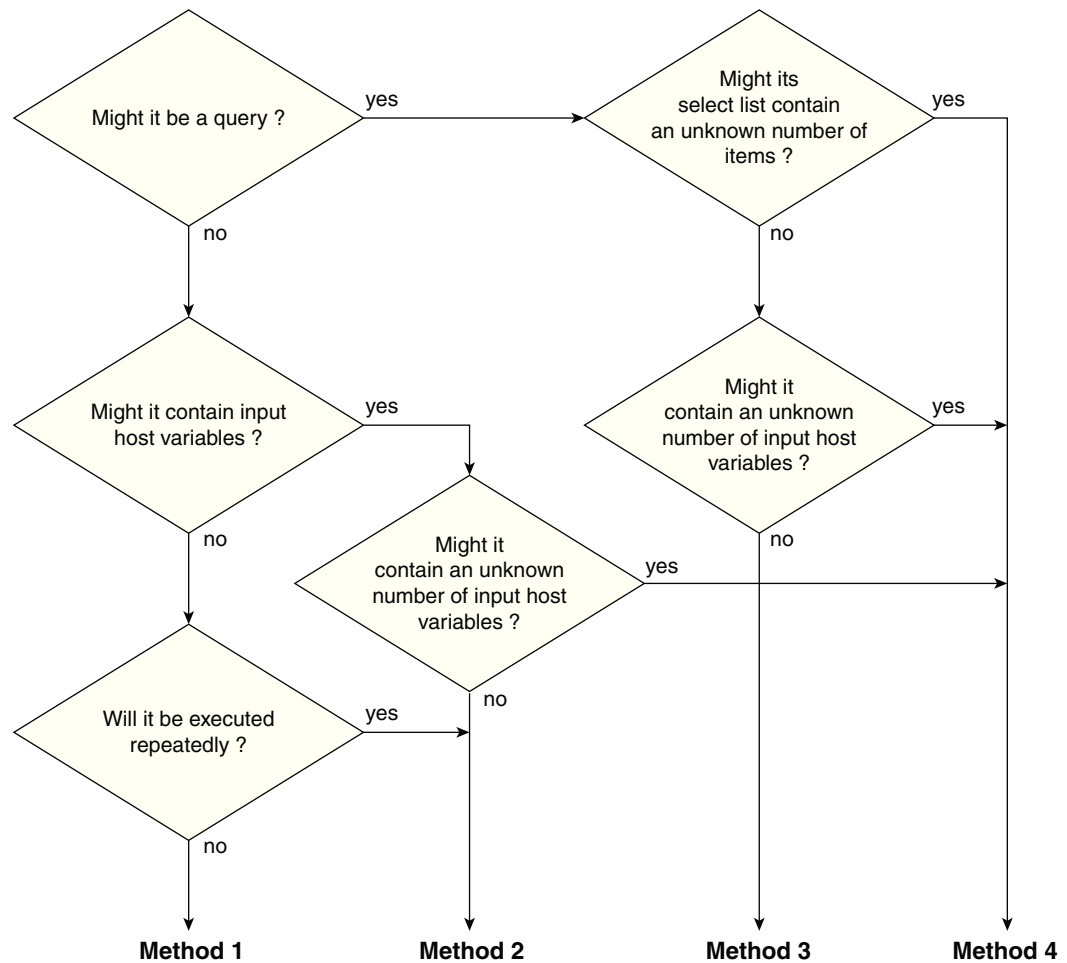 Might it be a query ?
yes
no
Might its
select list contain
an unknown number of
items ?
yes
no
Might it contain input
host variables ?
yes
no
Might it
contain an unknown
number of input host
variables ?
yes
no
Might it
contain an unknown
number of input host
variables ?
yes
no
Will it be executed
repeatedly ?
yes
no
Method 1
Method 2
Method 3
Method 4